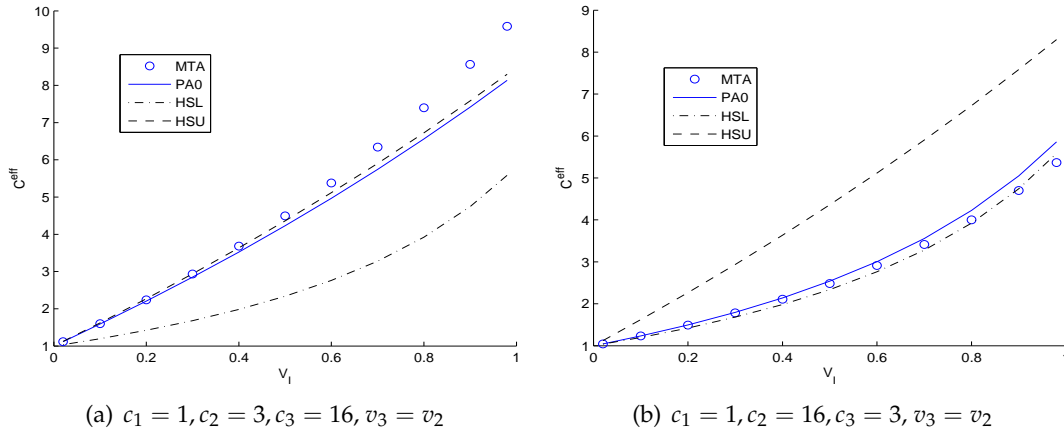 10
9
8
7
6
5
4
3
2
1
C^eff
MTA
PA0
HSL
HSU
0
0.2
0.4
0.6
0.8
1
V_I
(a) c_1 = 1, c_2 = 3, c_3 = 16, v_3 = v_2
9
8
7
6
5
4
3
2
1
C^eff
MTA
PA0
HSL
HSU
0
0.2
0.4
0.6
0.8
V_I
(b) c_1 = 1, c_2 = 16, c_3 = 3, v_3 = v_2